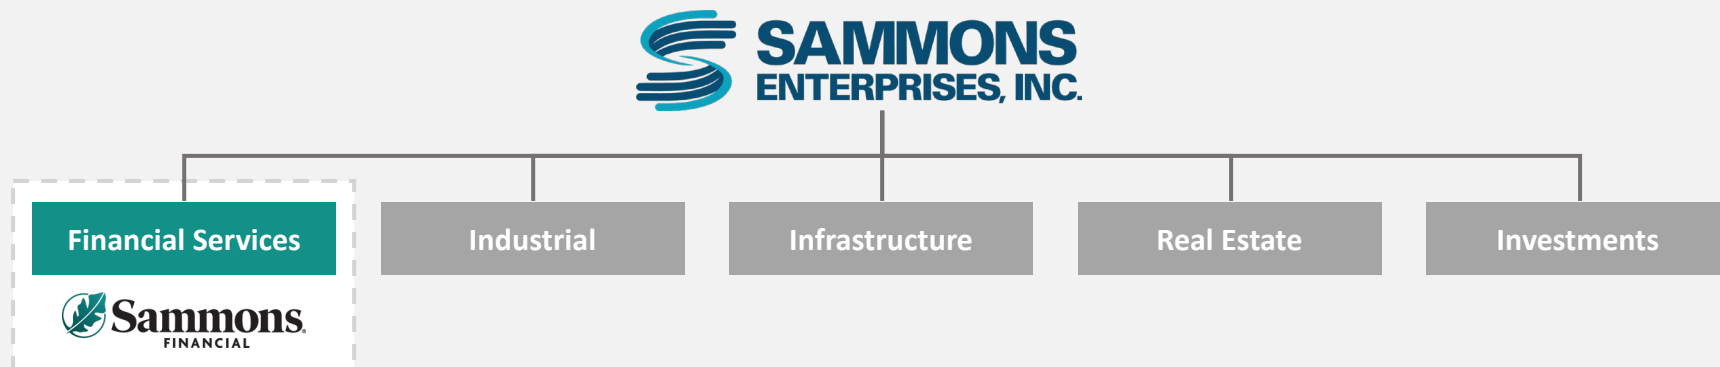 SAMMONS
ENTERPRISES, INC.
Financial Services
Industrial
Infrastructure
Real Estate
Investments
Sammons®
FINANCIAL